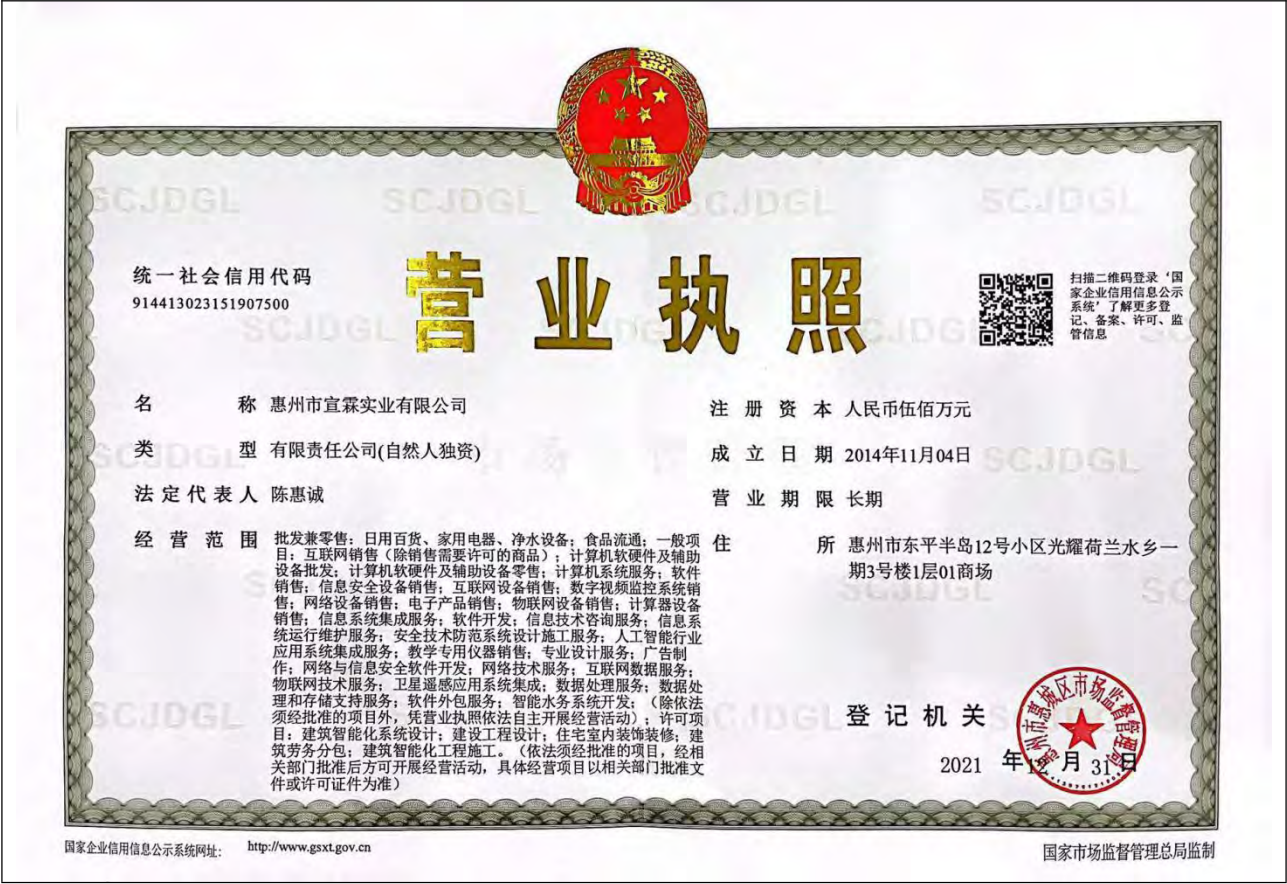 营业执照
统一社会信用代码
914413023151907500
扫描二维码登录‘国
家企业信用信息公示
系统’了解更多登
记、备案、许可、监
管信息
名 称 惠州市宣霖实业有限公司
类 型 有限责任公司(自然人独资)
法定代表人 陈惠诚
经营范围 批发兼零售：日用百货、家用电器、净水设备；食品流通；一般项
目：互联网销售（除销售需要许可的商品）；计算机软硬件及辅助
设备批发；计算机软硬件及辅助设备零售；计算机系统服务；软件
销售；信息安全设备销售；互联网设备销售；数字视频监控系统销
售；网络设备销售；电子产品销售；物联网设备销售；计算器设备
销售；信息系统集成服务；软件开发；信息技术咨询服务；信息系
统运行维护服务；安全技术防范系统设计施工服务；人工智能行业
应用系统集成服务；教学专用仪器销售；专业设计服务；广告制
作；网络与信息安全软件开发；网络技术服务；互联网数据服务；
物联网技术服务；卫星遥感应用系统集成；数据处理服务；数据处
理和存储支持服务；软件外包服务；智能水务系统开发；（除依法
须经批准的项目外，凭营业执照依法自主开展经营活动）；许可项
目：建筑智能化系统设计；建设工程设计；住宅室内装饰装修；建
筑劳务分包；建筑智能化工程施工。（依法须经批准的项目，经相
关部门批准后方可开展经营活动，具体经营项目以相关部门批准文
件或许可证件为准）
注册资本 人民币伍佰万元
成立日期 2014年11月04日
营业期限 长期
住 所 惠州市东平半岛12号小区光耀荷兰水乡一
期3号楼1层01商场
登记机关
惠州市惠城区市场监督管理局
2021 年12月 31日
国家企业信用信息公示系统网址： http://www.gsxt.gov.cn
国家市场监督管理总局监制
SCJDGL